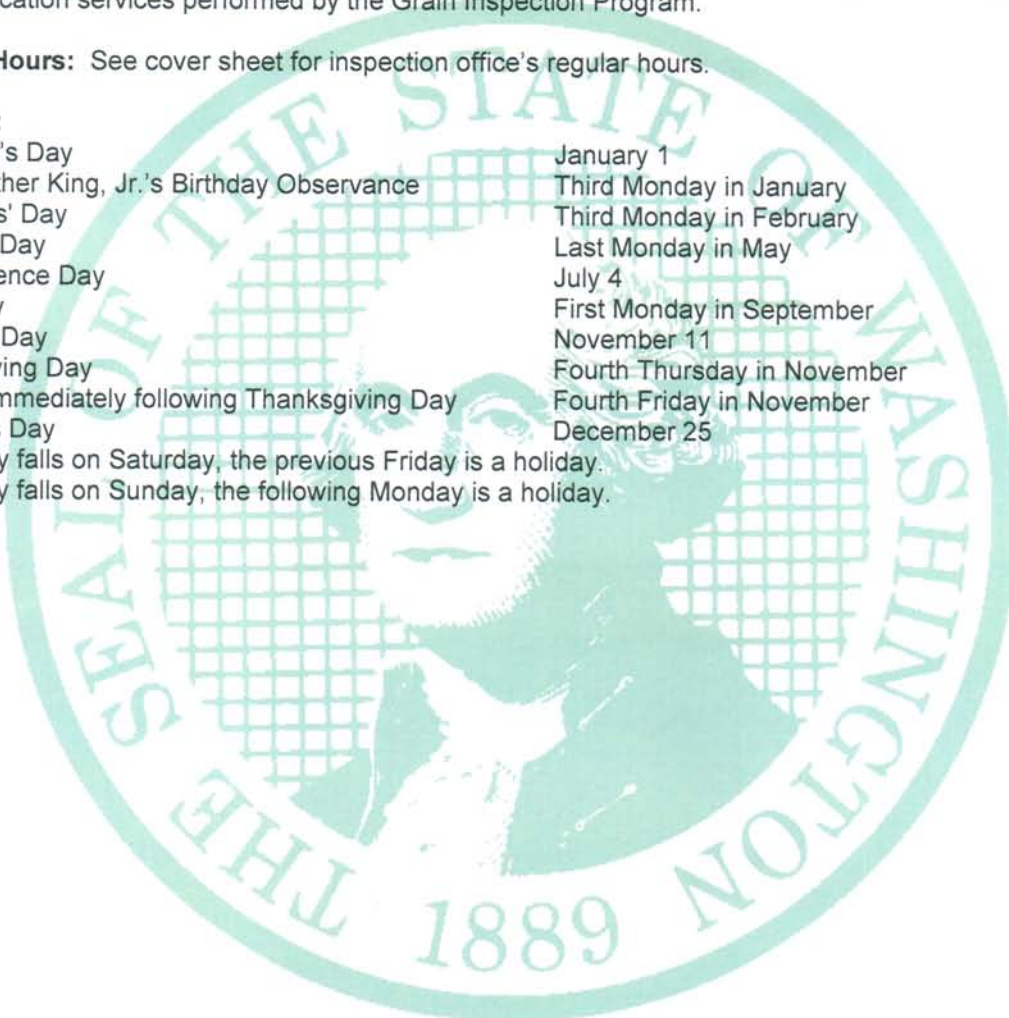 cation services performed by the Grain Inspection Program.
Hours: See cover sheet for inspection office's regular hours.
's Day January 1
ther King, Jr.'s Birthday Observance Third Monday in January
s' Day Third Monday in February
Day Last Monday in May
ence Day July 4
y First Monday in September
Day November 11
ving Day Fourth Thursday in November
mmediately following Thanksgiving Day Fourth Friday in November
s Day December 25
y falls on Saturday, the previous Friday is a holiday.
y falls on Sunday, the following Monday is a holiday.
THE SEAL OF THE STATE OF WASHINGTON
1889